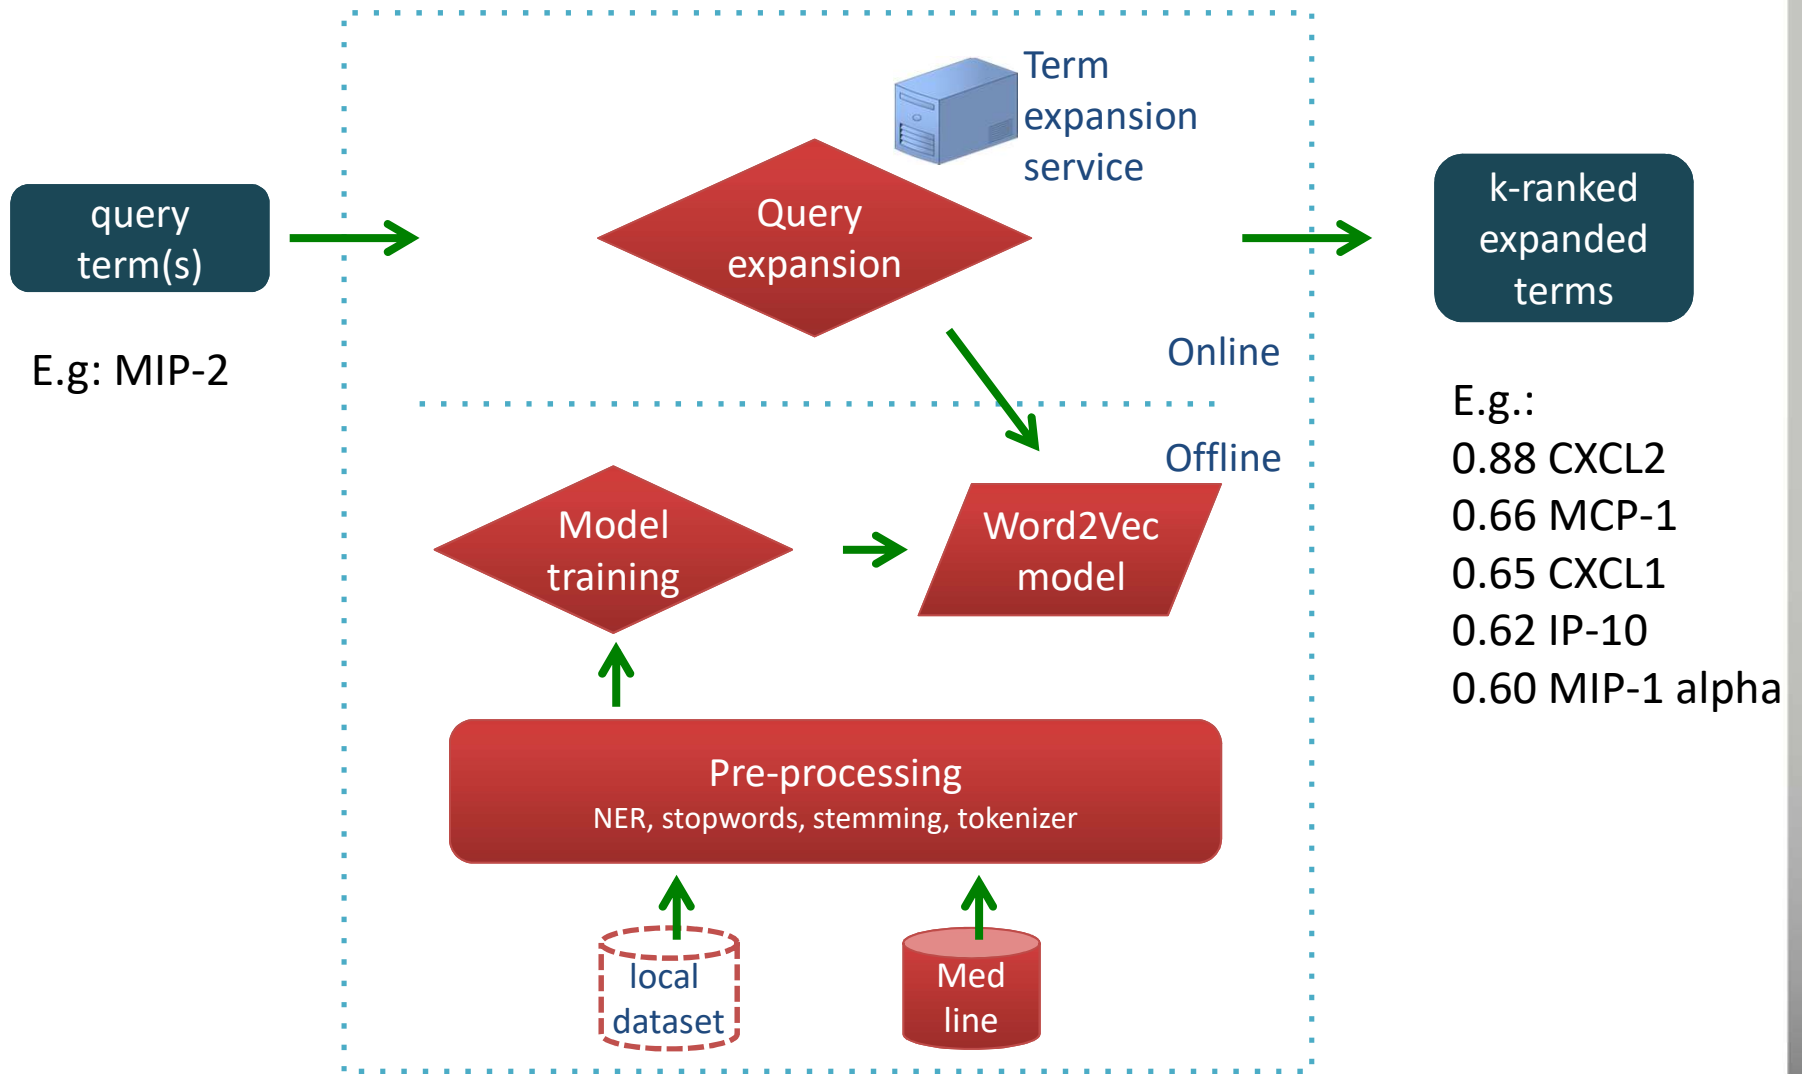 Term
expansion
service
query
term(s)
Query
expansion
k-ranked
expanded
terms
E.g: MIP-2
Online
Offline
E.g.:
0.88 CXCL2
0.66 MCP-1
0.65 CXCL1
0.62 IP-10
0.60 MIP-1 alpha
Model
training
Word2Vec
model
Pre-processing
NER, stopwords, stemming, tokenizer
local
dataset
Med
line